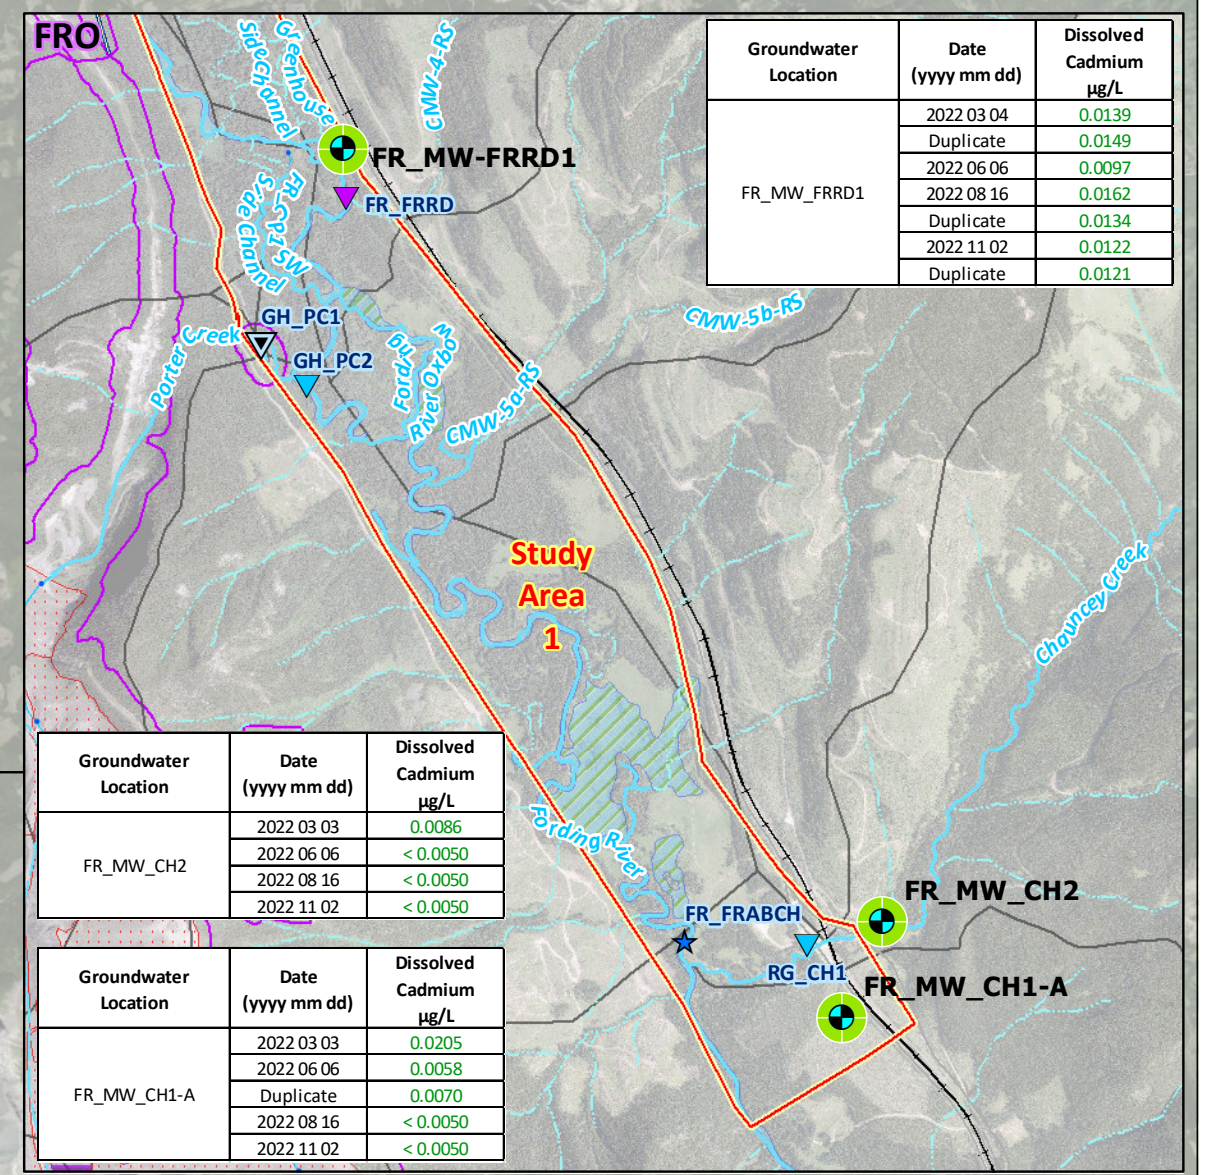 FRO
Side Channel
Greenhouse
CMW-4-RS
FR_MW-FRRD1
FR_FRRD
FR_CP1 SW
Side Channel
Groundwater Location | Date (yyyy mm dd) | Dissolved Cadmium µg/L
FR_MW_FRRD1 | 2022 03 04 | 0.0139
Duplicate | 0.0149
2022 06 06 | 0.0097
2022 08 16 | 0.0162
Duplicate | 0.0134
2022 11 02 | 0.0122
Duplicate | 0.0121
CMW-5b-RS
GH_PC1
Porter Creek
GH_PC2
Fording
River Oxbow
CMW-5a-RS
Study
Area
1
Chauncey Creek
Fording River
FR_MW_CH2
FR_FRABCH
RG_CH1
FR_MW_CH1-A
Groundwater Location | Date (yyyy mm dd) | Dissolved Cadmium µg/L
FR_MW_CH2 | 2022 03 03 | 0.0086
2022 06 06 | < 0.0050
2022 08 16 | < 0.0050
2022 11 02 | < 0.0050
Groundwater Location | Date (yyyy mm dd) | Dissolved Cadmium µg/L
FR_MW_CH1-A | 2022 03 03 | 0.0205
2022 06 06 | 0.0058
Duplicate | 0.0070
2022 08 16 | < 0.0050
2022 11 02 | < 0.0050